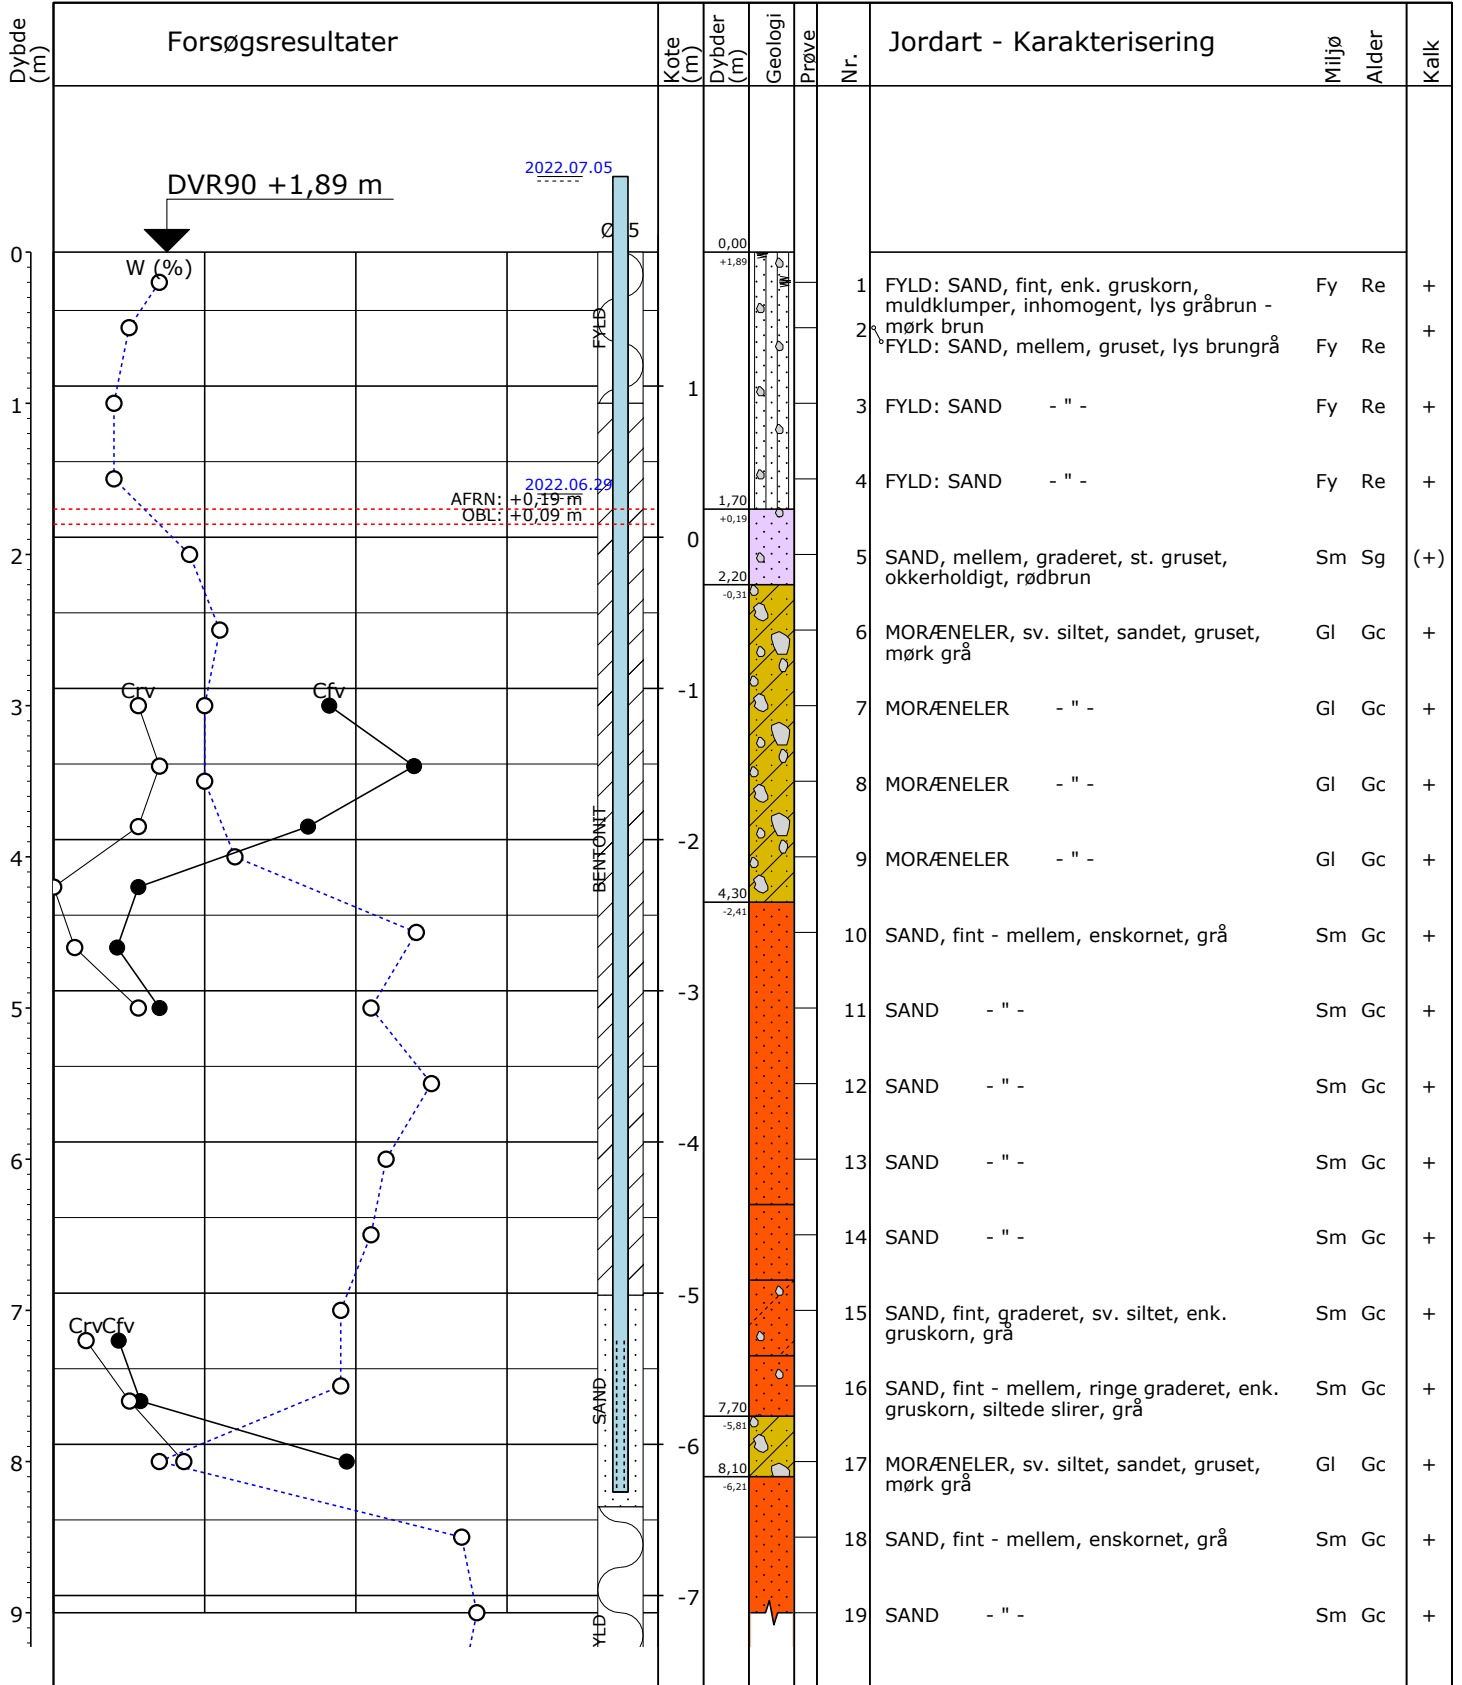 Dybde (m)
Forsøgsresultater
Kote (m)
Dybder (m)
Geologi
Prøve
Nr.
Jordart - Karakterisering
Miljø
Alder
Kalk
2022.07.05
DVR90 +1,89 m
0
W (%)
0,00
+1,89
FYLD
1 FYLD: SAND, fint, enk. gruskorn, Fy Re +
muldklumper, inhomogent, lys gråbrun -
mørk brun
2 +
FYLD: SAND, mellem, gruset, lys brungrå Fy Re
1
1
3 FYLD: SAND - " - Fy Re +
2022.06.29
4 FYLD: SAND - " - Fy Re +
AFRN: +0,19 m
1,70
OBL: +0,09 m
+0,19
0
2
5 SAND, mellem, graderet, st. gruset, Sm Sg (+)
okkerholdigt, rødbrun
2,20
-0,31
6 MORÆNELER, sv. siltet, sandet, gruset, Gl Gc +
mørk grå
Crv
Cfv
-1
3
7 MORÆNELER - " - Gl Gc +
8 MORÆNELER - " - Gl Gc +
BENTONIT
-2
4
9 MORÆNELER - " - Gl Gc +
4,30
-2,41
10 SAND, fint - mellem, enskornet, grå Sm Gc +
-3
5
11 SAND - " - Sm Gc +
12 SAND - " - Sm Gc +
-4
6
13 SAND - " - Sm Gc +
14 SAND - " - Sm Gc +
-5
7
15 SAND, fint, graderet, sv. siltet, enk. Sm Gc +
gruskorn, grå
Crv
Cfv
16 SAND, fint - mellem, ringe graderet, enk. Sm Gc +
gruskorn, siltede slirer, grå
SAND
7,70
-5,81
-6
8
17 MORÆNELER, sv. siltet, sandet, gruset, Gl Gc +
mørk grå
8,10
-6,21
18 SAND, fint - mellem, enskornet, grå Sm Gc +
-7
9
19 SAND - " - Sm Gc +
YLD